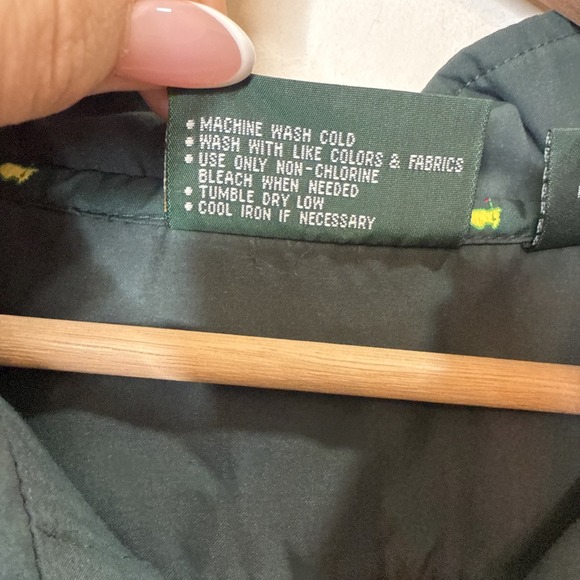 • MACHINE WASH COLD
• WASH WITH LIKE COLORS & FABRICS
• USE ONLY NON-CHLORINE
BLEACH WHEN NEEDED
• TUMBLE DRY LOW
• COOL IRON IF NECESSARY